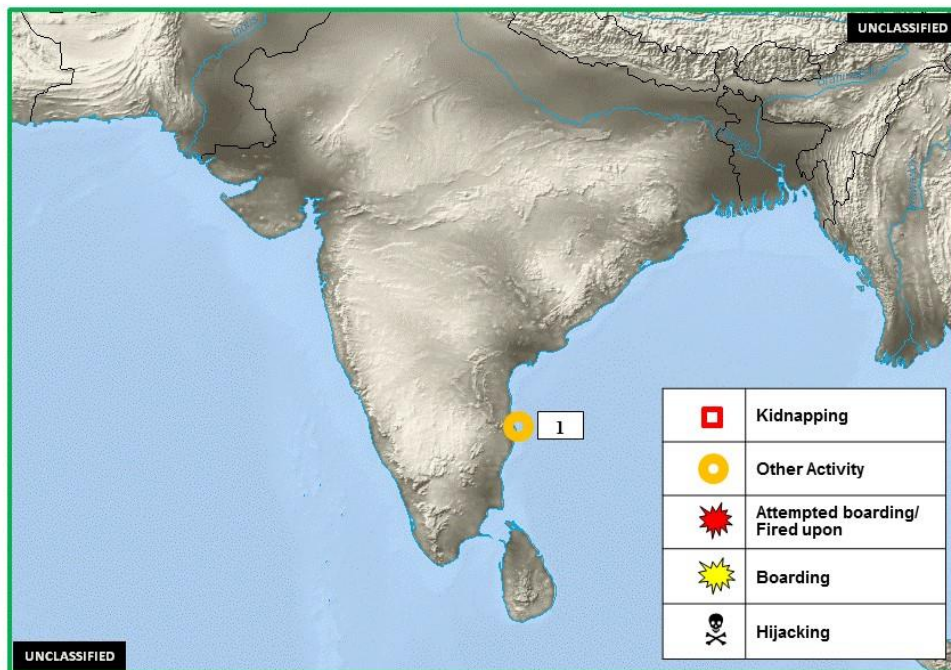 UNCLASSIFIED
1
Kidnapping
Other Activity
Attempted boarding/
Fired upon
Boarding
Hijacking
UNCLASSIFIED